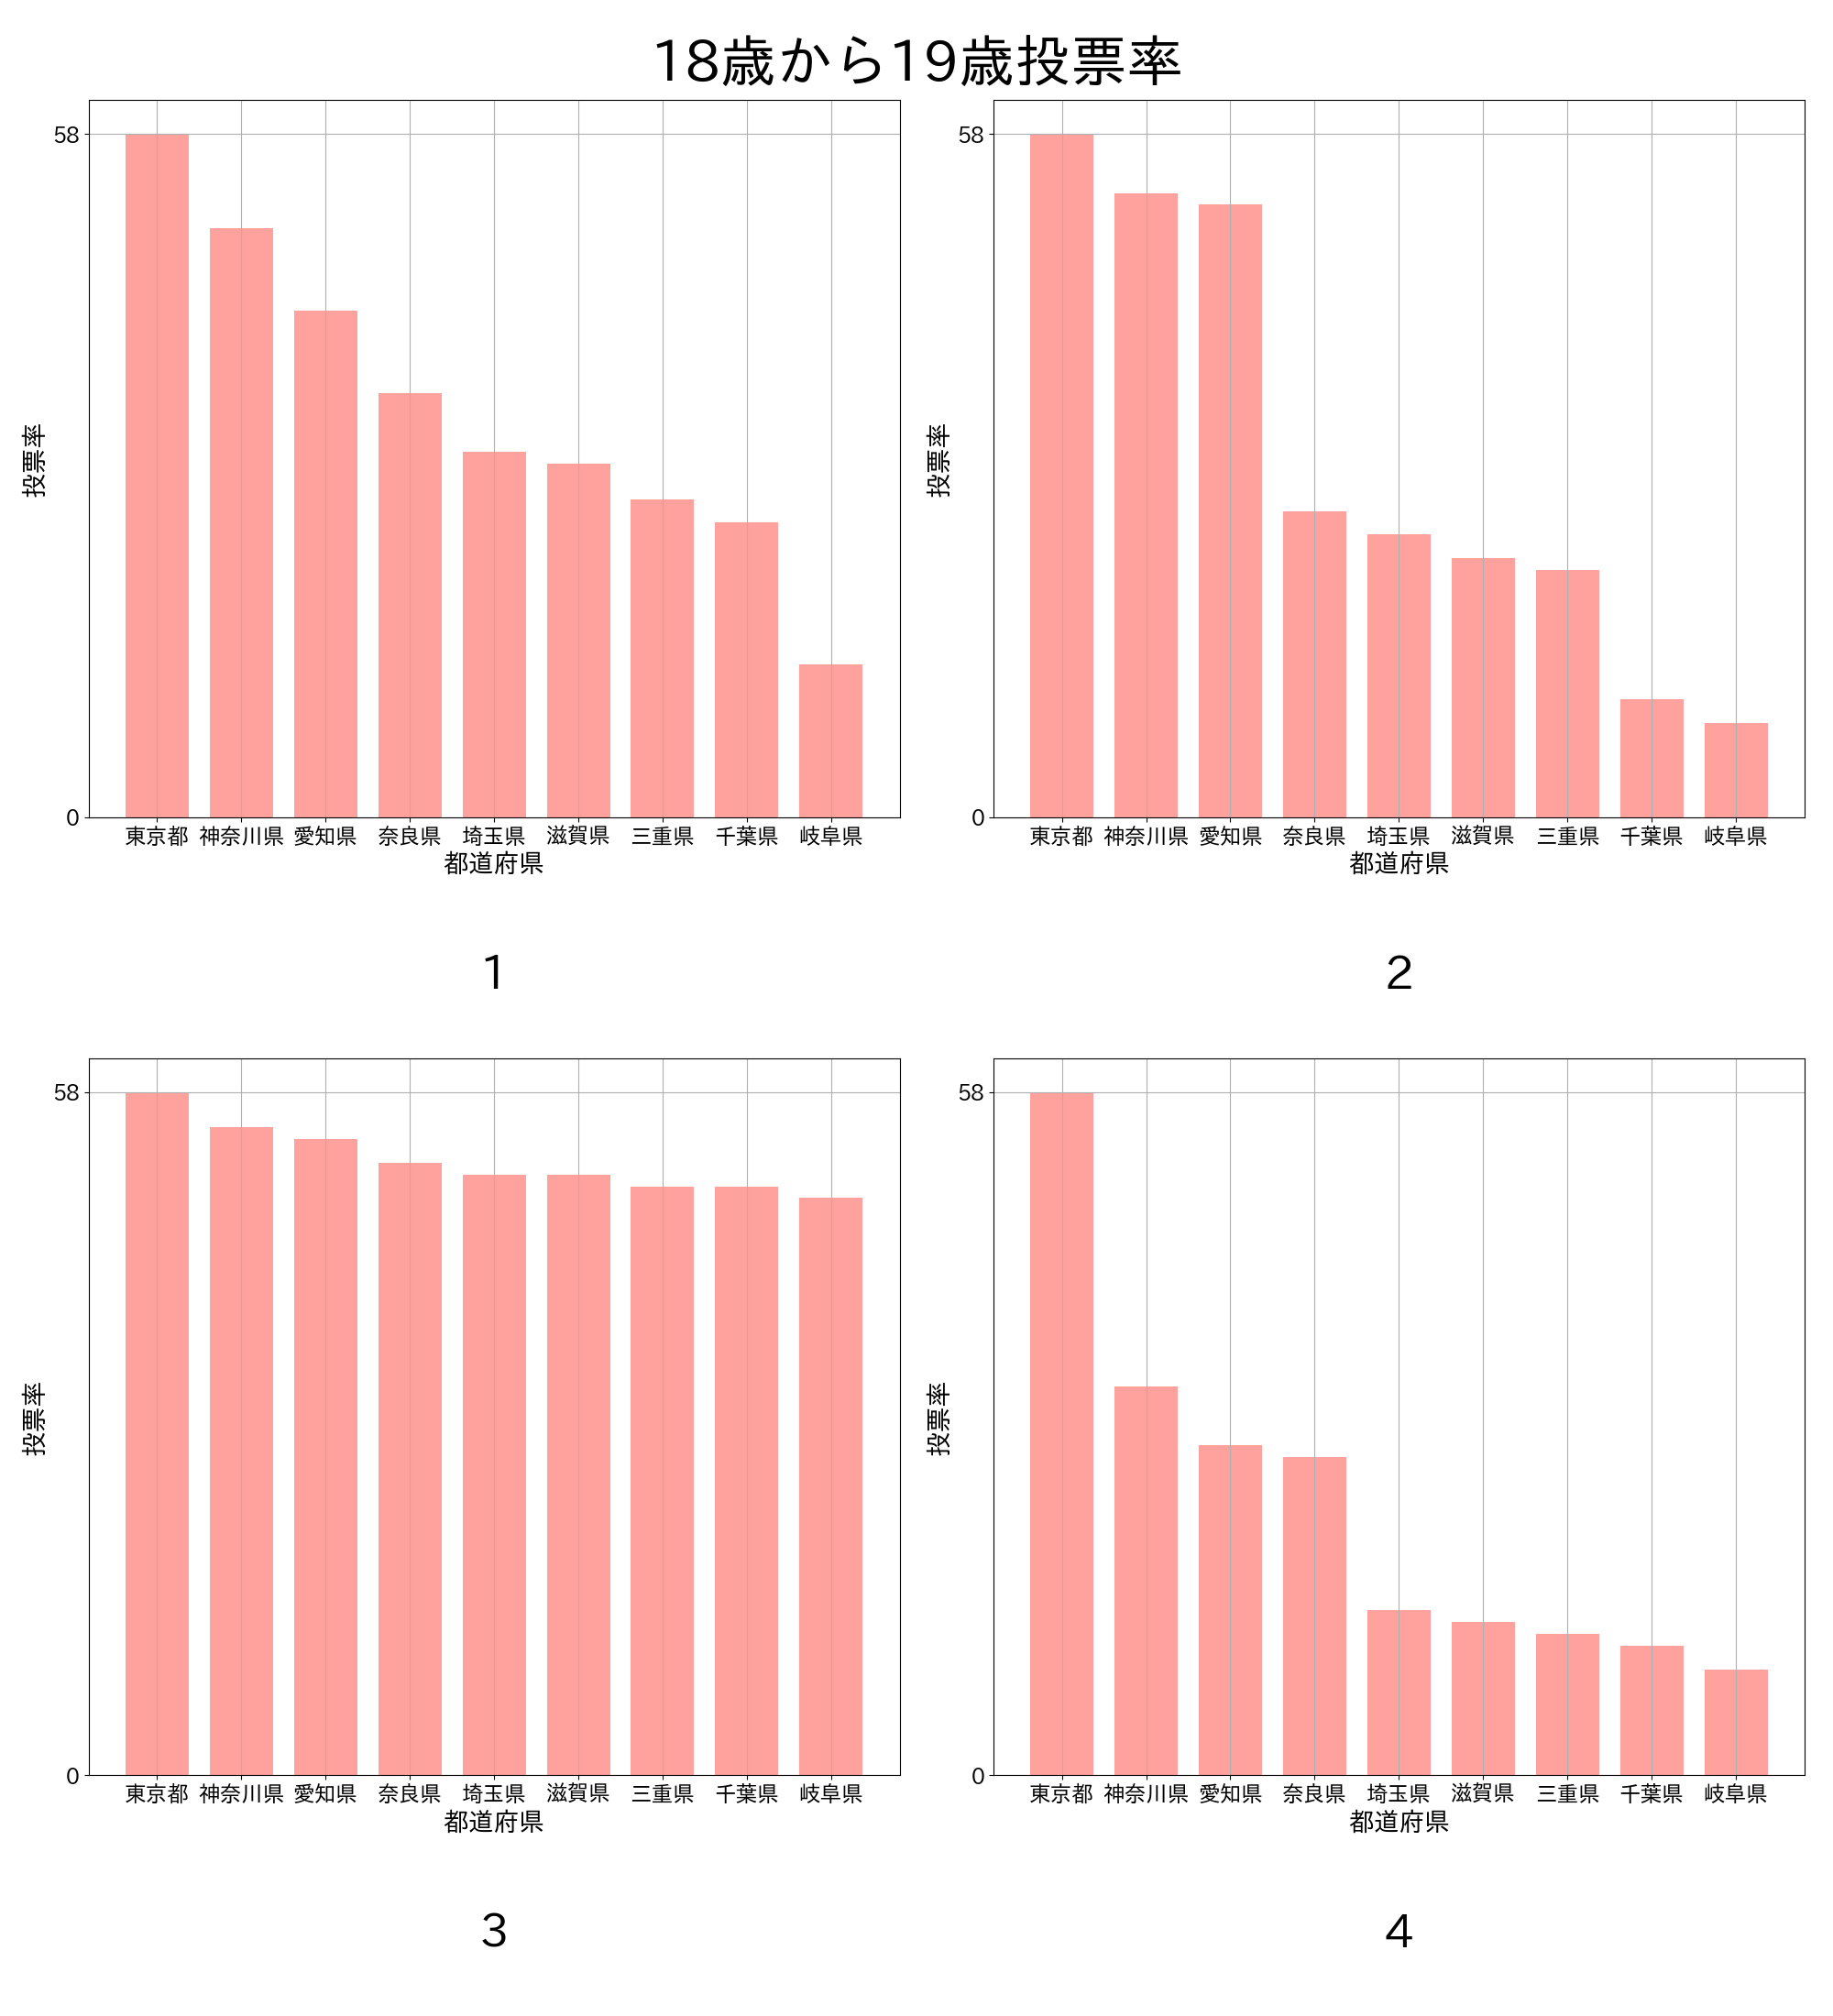 18歳から19歳投票率
58
0
投票率
東京都 神奈川県 愛知県 奈良県 埼玉県 滋賀県 三重県 千葉県 岐阜県
都道府県
1
58
0
投票率
東京都 神奈川県 愛知県 奈良県 埼玉県 滋賀県 三重県 千葉県 岐阜県
都道府県
2
58
0
投票率
東京都 神奈川県 愛知県 奈良県 埼玉県 滋賀県 三重県 千葉県 岐阜県
都道府県
3
58
0
投票率
東京都 神奈川県 愛知県 奈良県 埼玉県 滋賀県 三重県 千葉県 岐阜県
都道府県
4